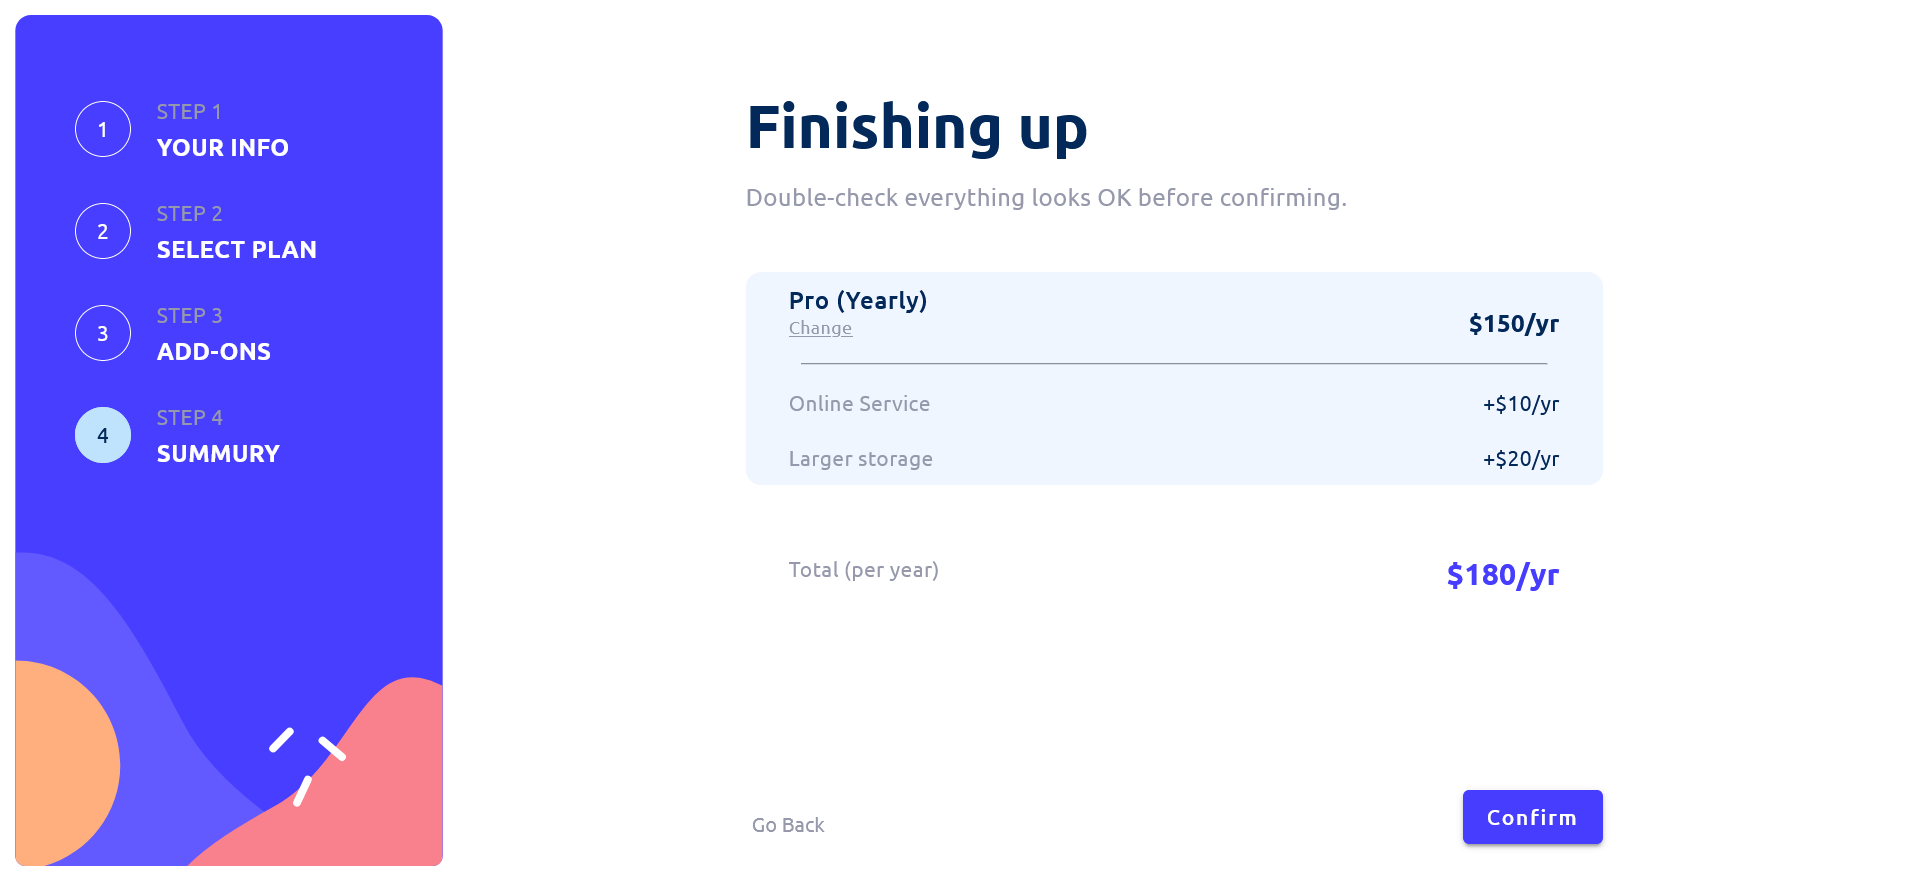 1
STEP 1
YOUR INFO
2
STEP 2
SELECT PLAN
3
STEP 3
ADD-ONS
4
STEP 4
SUMMURY
Finishing up
Double-check everything looks OK before confirming.
Pro (Yearly)
Change
$150/yr
Online Service +$10/yr
Larger storage +$20/yr
Total (per year) $180/yr
Go Back
Confirm